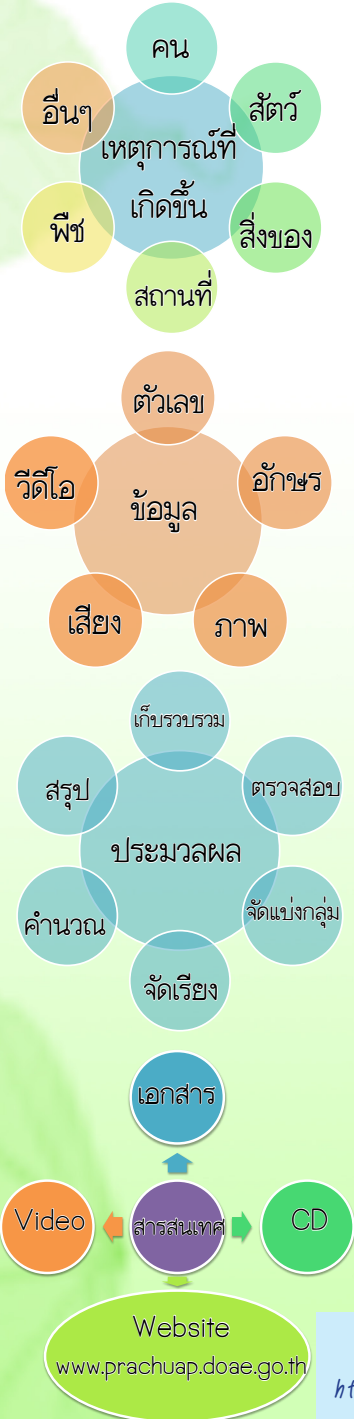 คน
อื่นๆ
สัตว์
เหตุการณ์ที่
เกิดขึ้น
พืช
สิ่งของ
สถานที่
ตัวเลข
วีดีโอ
อักษร
ข้อมูล
เสียง
ภาพ
เก็บรวบรวม
สรุป
ตรวจสอบ
ประมวลผล
คำนวณ
จัดแบ่งกลุ่ม
จัดเรียง
เอกสาร
Video
สารสนเทศ
CD
Website
www.prachuap.doae.go.th